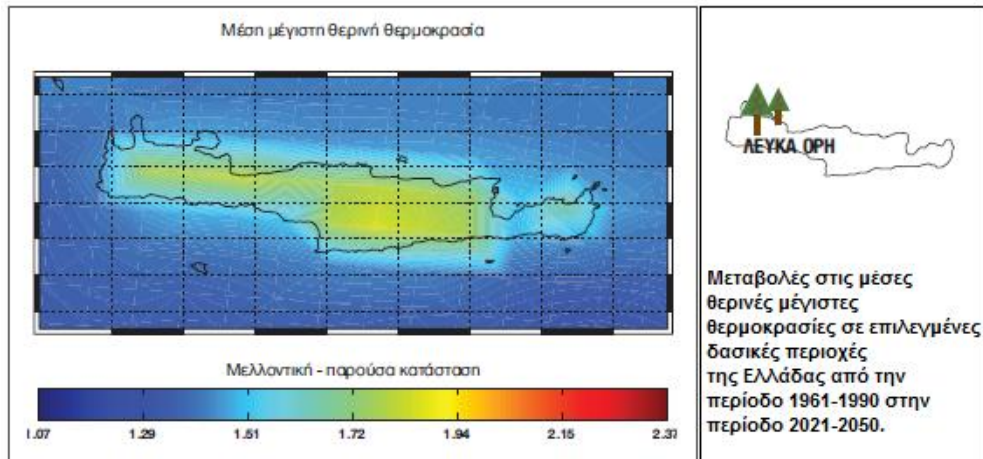 Μέση μέγιστη θερινή θερμοκρασία
Μελλοντική - παρούσα κατάσταση
1.07 1.29 1.51 1.72 1.94 2.15 2.37
ΛΕΥΚΑ ΟΡΗ
Μεταβολές στις μέσες
θερινές μέγιστες
θερμοκρασίες σε επιλεγμένες
δασικές περιοχές
της Ελλάδας από την
περίοδο 1961-1990 στην
περίοδο 2021-2050.